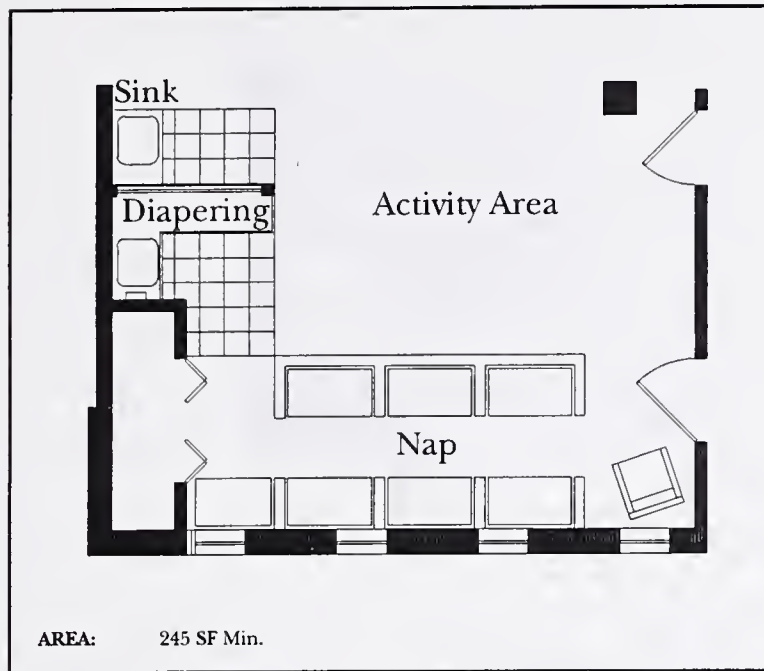 Sink
Diapering
Activity Area
Nap
AREA: 245 SF Min.